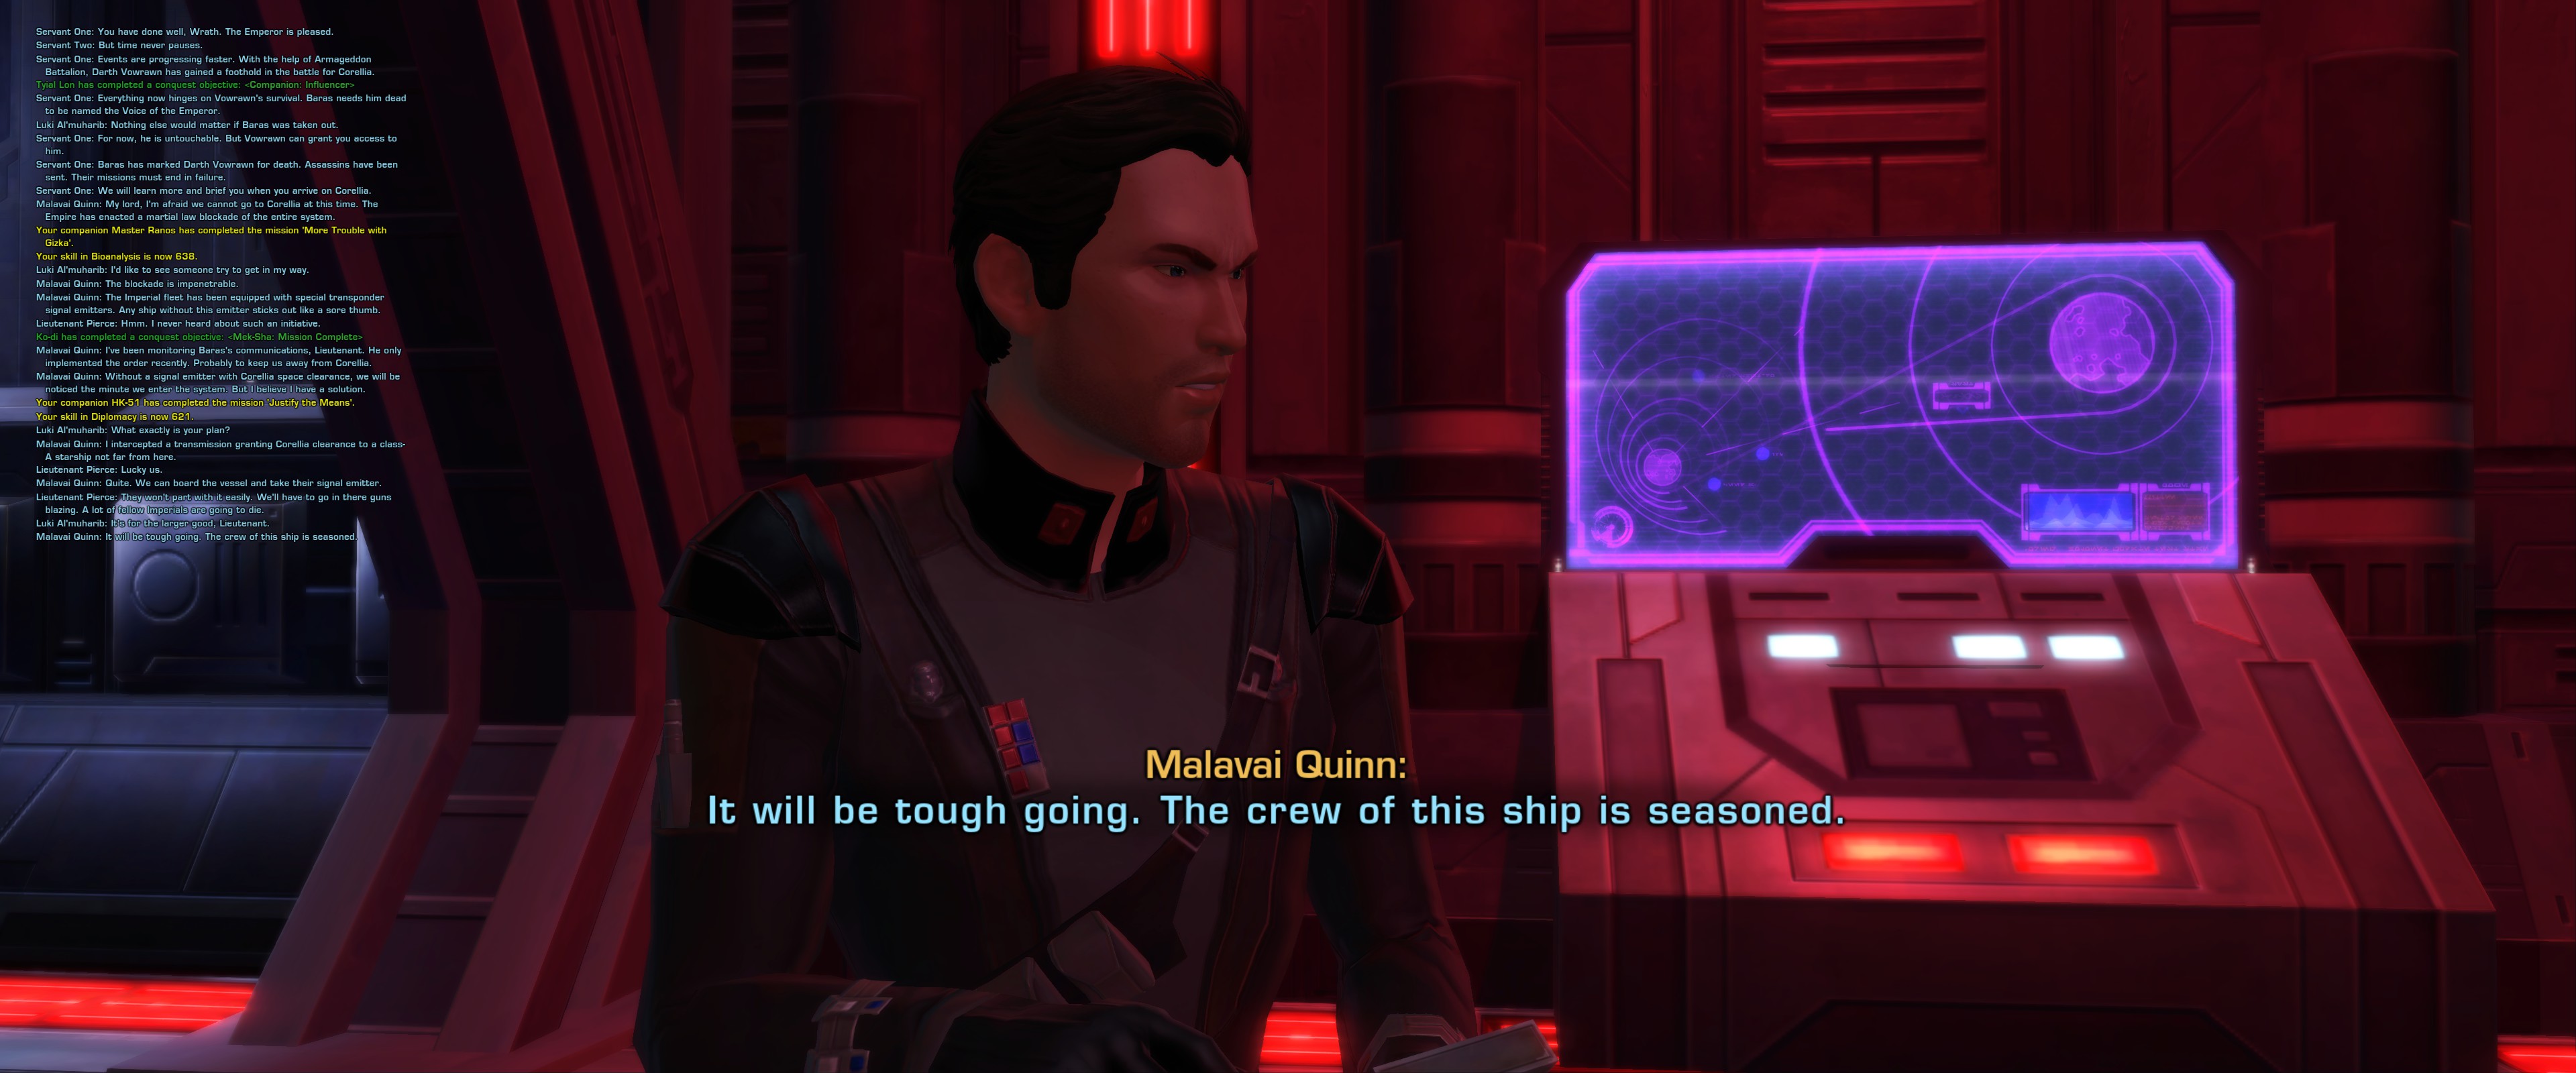 Servant One: You have done well, Wrath. The Emperor is pleased.
Servant Two: But time never pauses.
Servant One: Events are progressing faster. With the help of Armageddon
Battalion, Darth Vowrawn has gained a foothold in the battle for Corellia.
Tyial Lon has completed a conquest objective: <Companion: Influencer>
Servant One: Everything now hinges on Vowrawn's survival. Baras needs him dead
to be named the Voice of the Emperor.
Luki Al'muharib: Nothing else would matter if Baras was taken out.
Servant One: For now, he is untouchable. But Vowrawn can grant you access to
him.
Servant One: Baras has marked Darth Vowrawn for death. Assassins have been
sent. Their missions must end in failure.
Servant One: We will learn more and brief you when you arrive on Corellia.
Malavai Quinn: My lord, I'm afraid we cannot go to Corellia at this time. The
Empire has enacted a martial law blockade of the entire system.
Your companion Master Ranos has completed the mission 'More Trouble with
Gizka'.
Your skill in Bioanalysis is now 638.
Luki Al'muharib: I'd like to see someone try to get in my way.
Malavai Quinn: The blockade is impenetrable.
Malavai Quinn: The Imperial fleet has been equipped with special transponder
signal emitters. Any ship without this emitter sticks out like a sore thumb.
Lieutenant Pierce: Hmm. I never heard about such an initiative.
Ko-di has completed a conquest objective: <Mek-Sha: Mission Complete>
Malavai Quinn: I've been monitoring Baras's communications, Lieutenant. He only
implemented the order recently. Probably to keep us away from Corellia.
Malavai Quinn: Without a signal emitter with Corellia space clearance, we will be
noticed the minute we enter the system. But I believe I have a solution.
Your companion HK-51 has completed the mission 'Justify the Means'.
Your skill in Diplomacy is now 621.
Luki Al'muharib: What exactly is your plan?
Malavai Quinn: I intercepted a transmission granting Corellia clearance to a class-
A starship not far from here.
Lieutenant Pierce: Lucky us.
Malavai Quinn: Quite. We can board the vessel and take their signal emitter.
Lieutenant Pierce: They won't part with it easily. We'll have to go in there guns
blazing. A lot of fellow Imperials are going to die.
Luki Al'muharib: It's for the larger good, Lieutenant.
Malavai Quinn: It will be tough going. The crew of this ship is seasoned.
Malavai Quinn:
It will be tough going. The crew of this ship is seasoned.